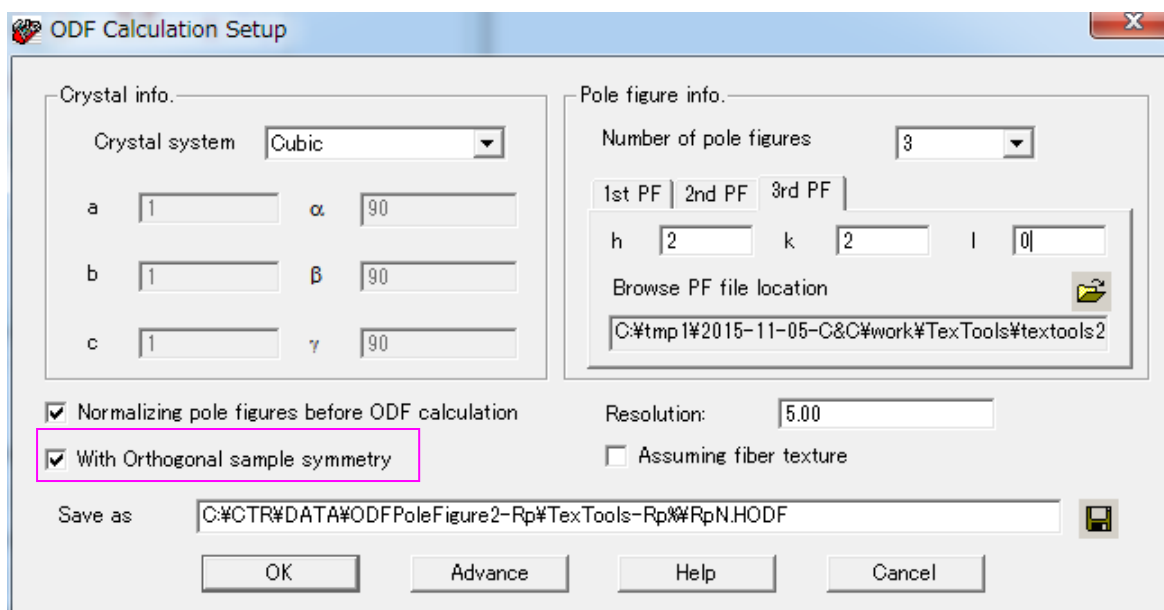 ODF Calculation Setup
Crystal info.
Crystal system Cubic
a 1 α 90
b 1 β 90
c 1 γ 90
Pole figure info.
Number of pole figures 3
1st PF 2nd PF 3rd PF
h 2 k 2 l 0
Browse PF file location
C:¥tmp1¥2015-11-05-C&C¥work¥TexTools¥textools2
Normalizing pole figures before ODF calculation
Resolution: 5.00
With Orthogonal sample symmetry
Assuming fiber texture
Save as C:¥CTR¥DATA¥ODFPoleFigure2-Rp¥TexTools-Rp%¥RpN.HODF
OK Advance Help Cancel